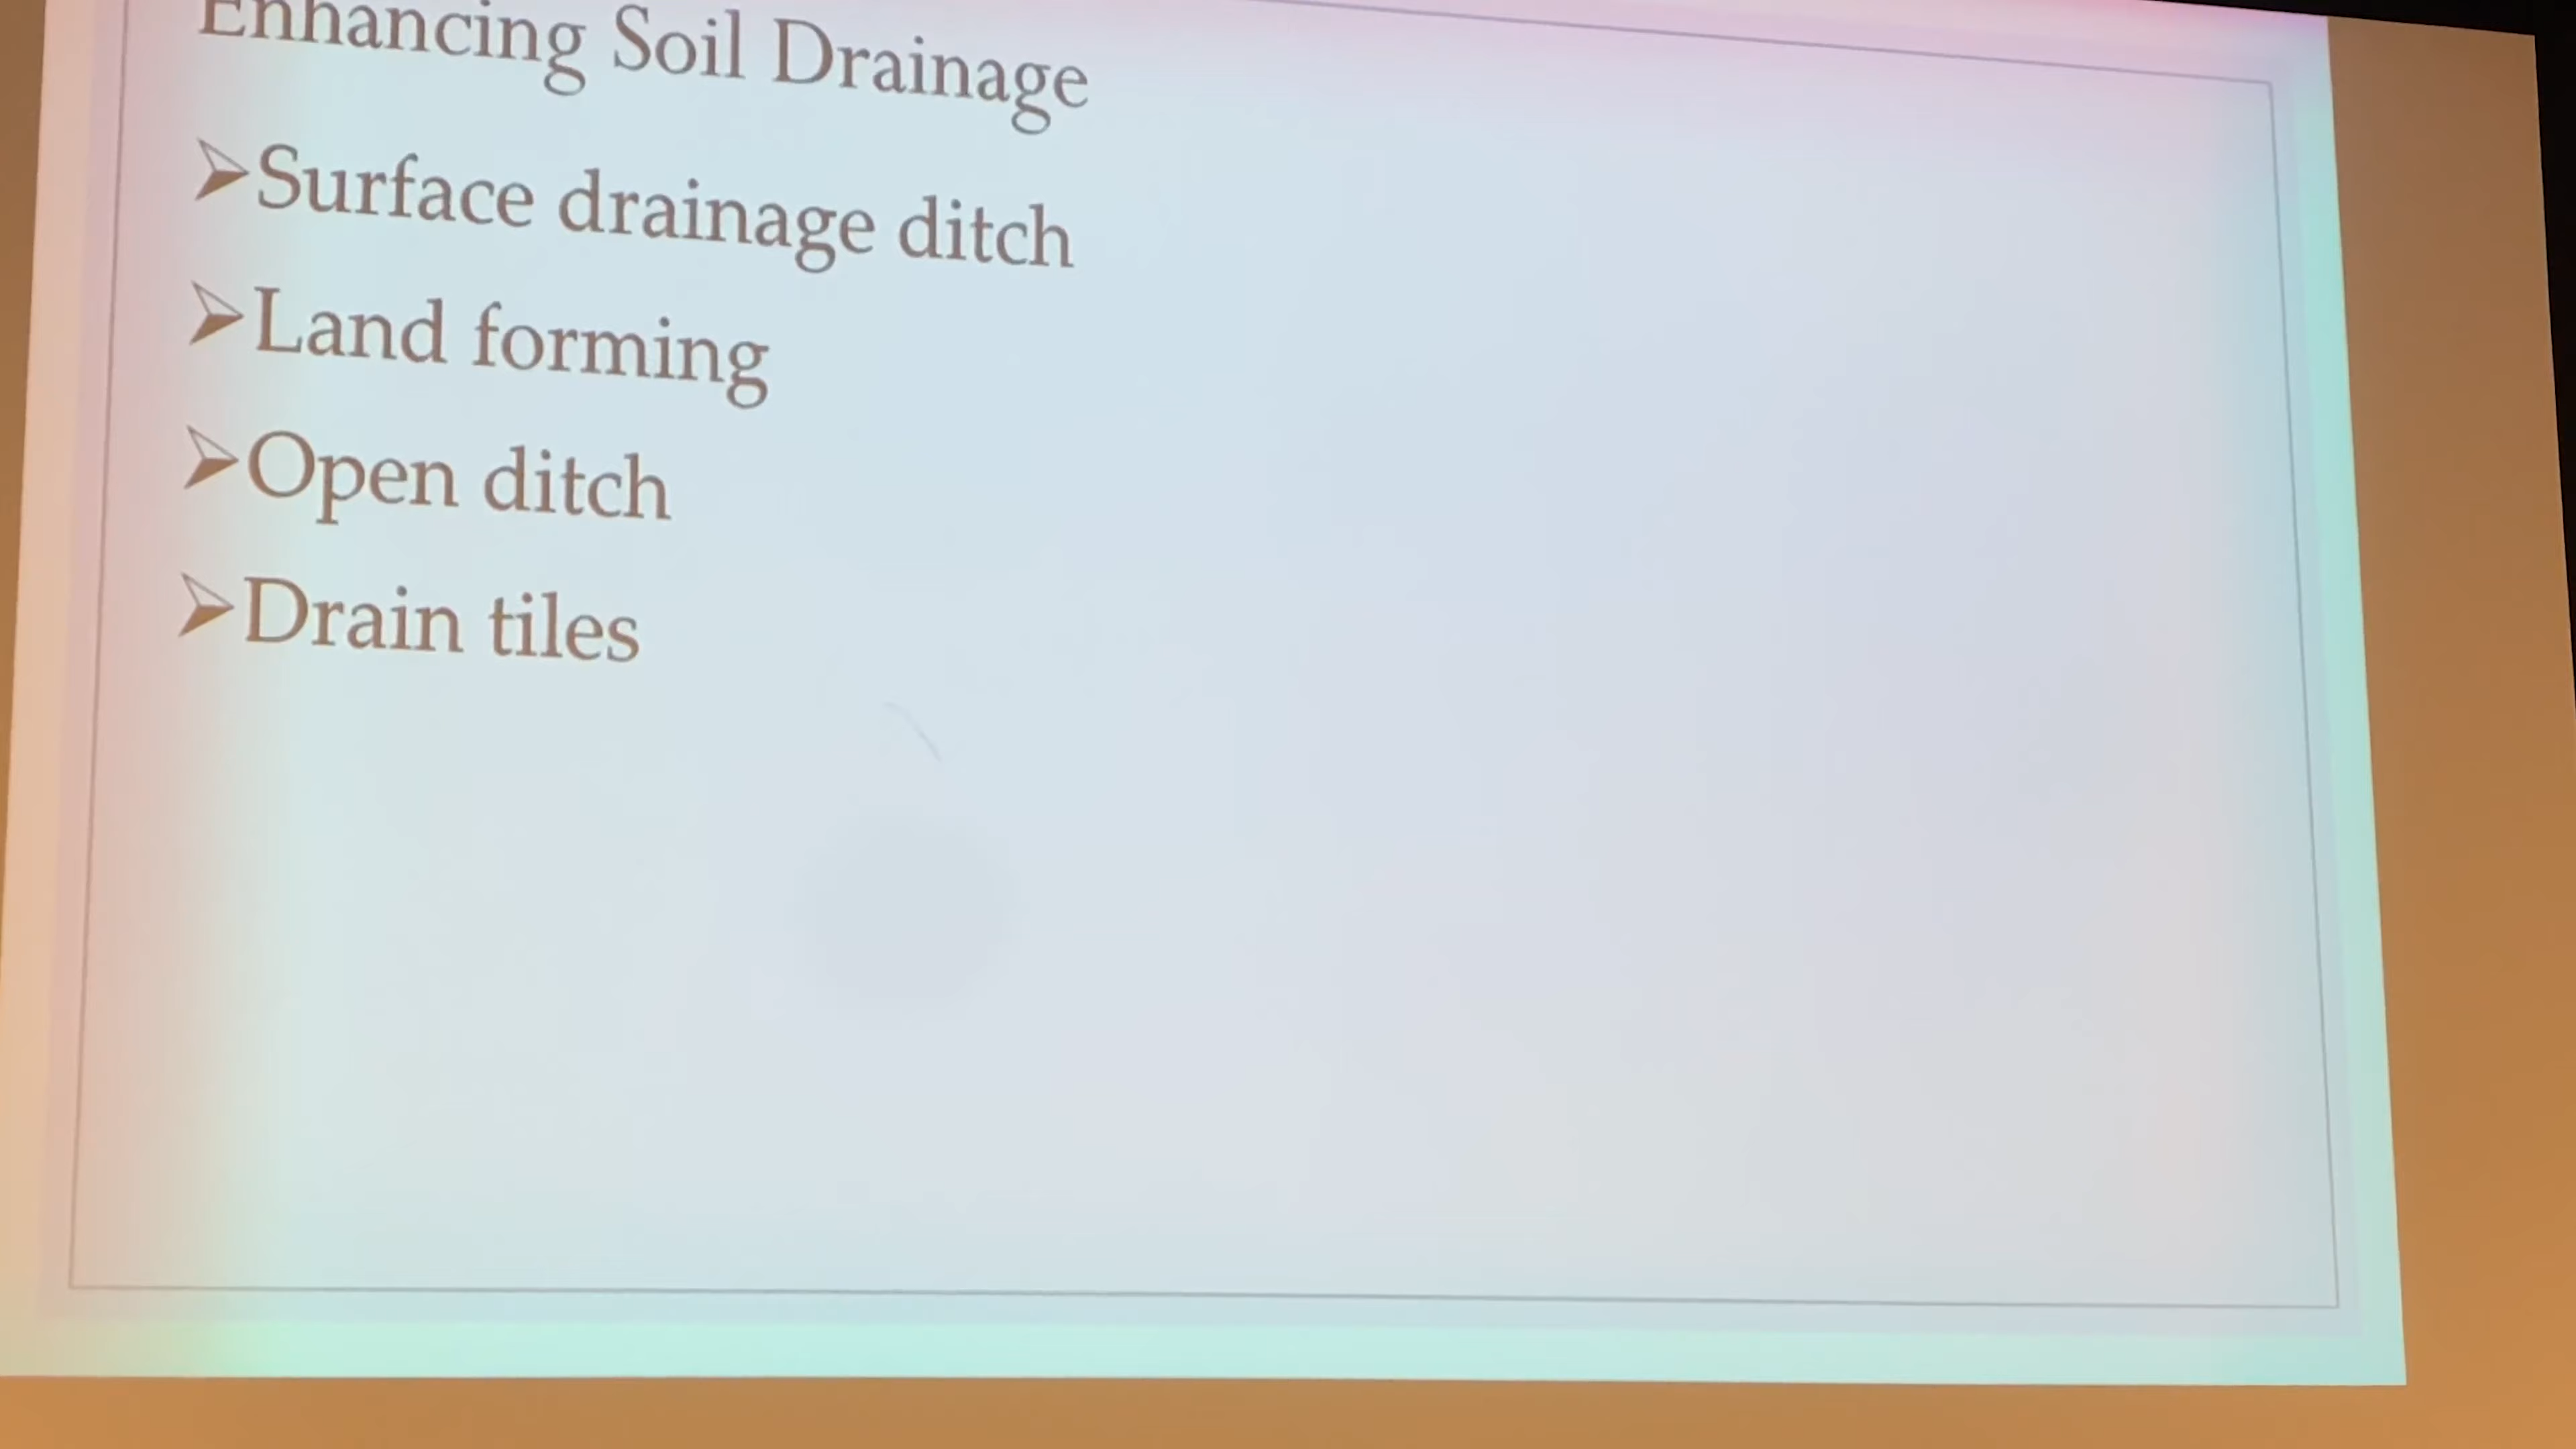 Enhancing Soil Drainage
➢Surface drainage ditch
➢Land forming
➢Open ditch
➢Drain tiles